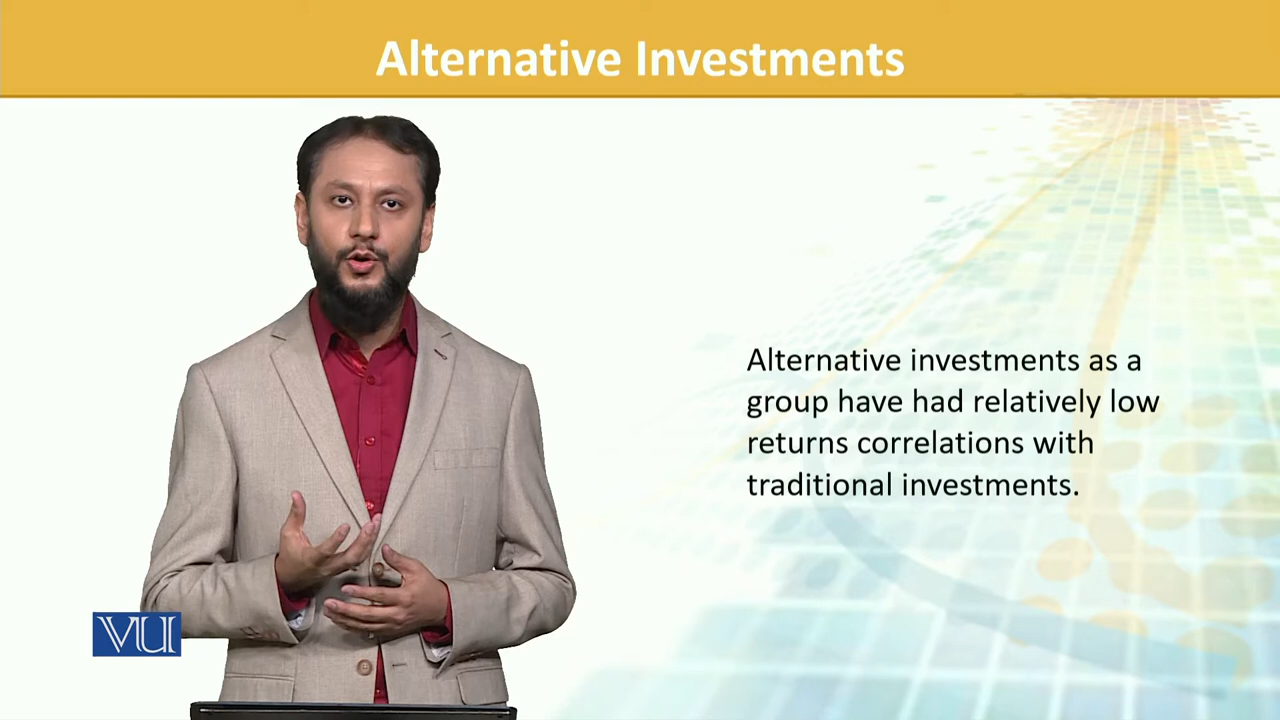 Alternative Investments
Alternative investments as a
group have had relatively low
returns correlations with
traditional investments.
VU